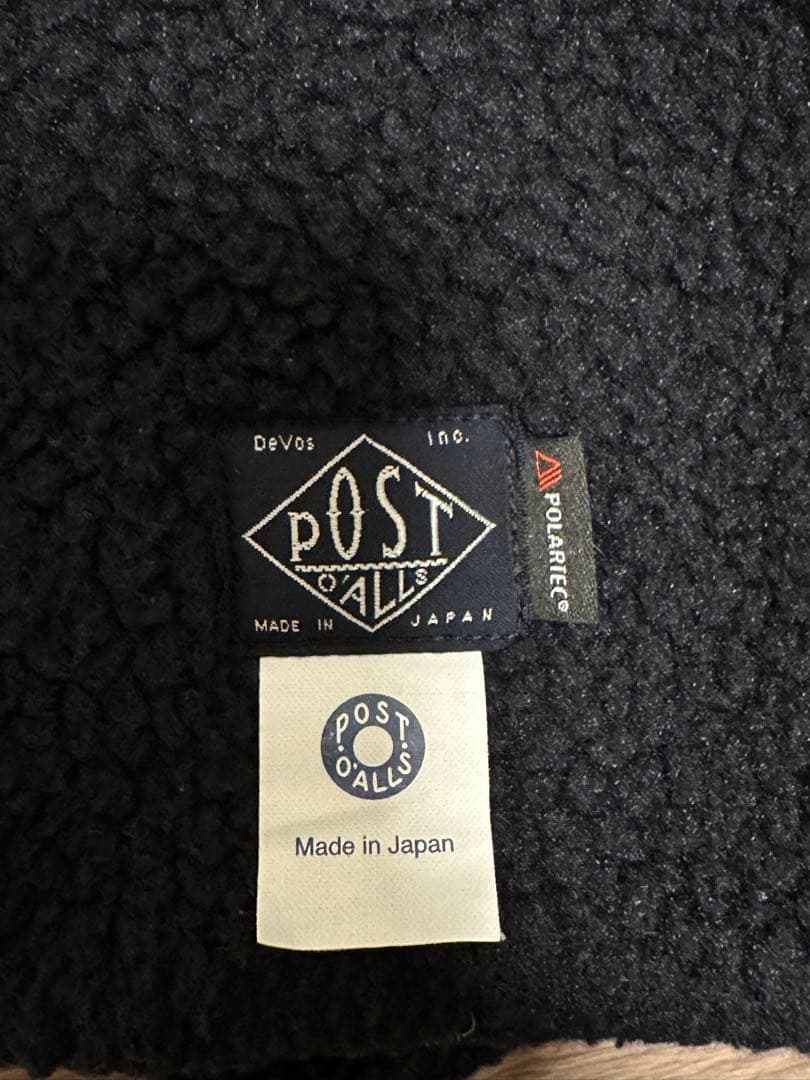 DeVos Inc.
POST
O'ALLS
MADE IN JAPAN
POLARTEC®
POST
O'ALLS
Made in Japan